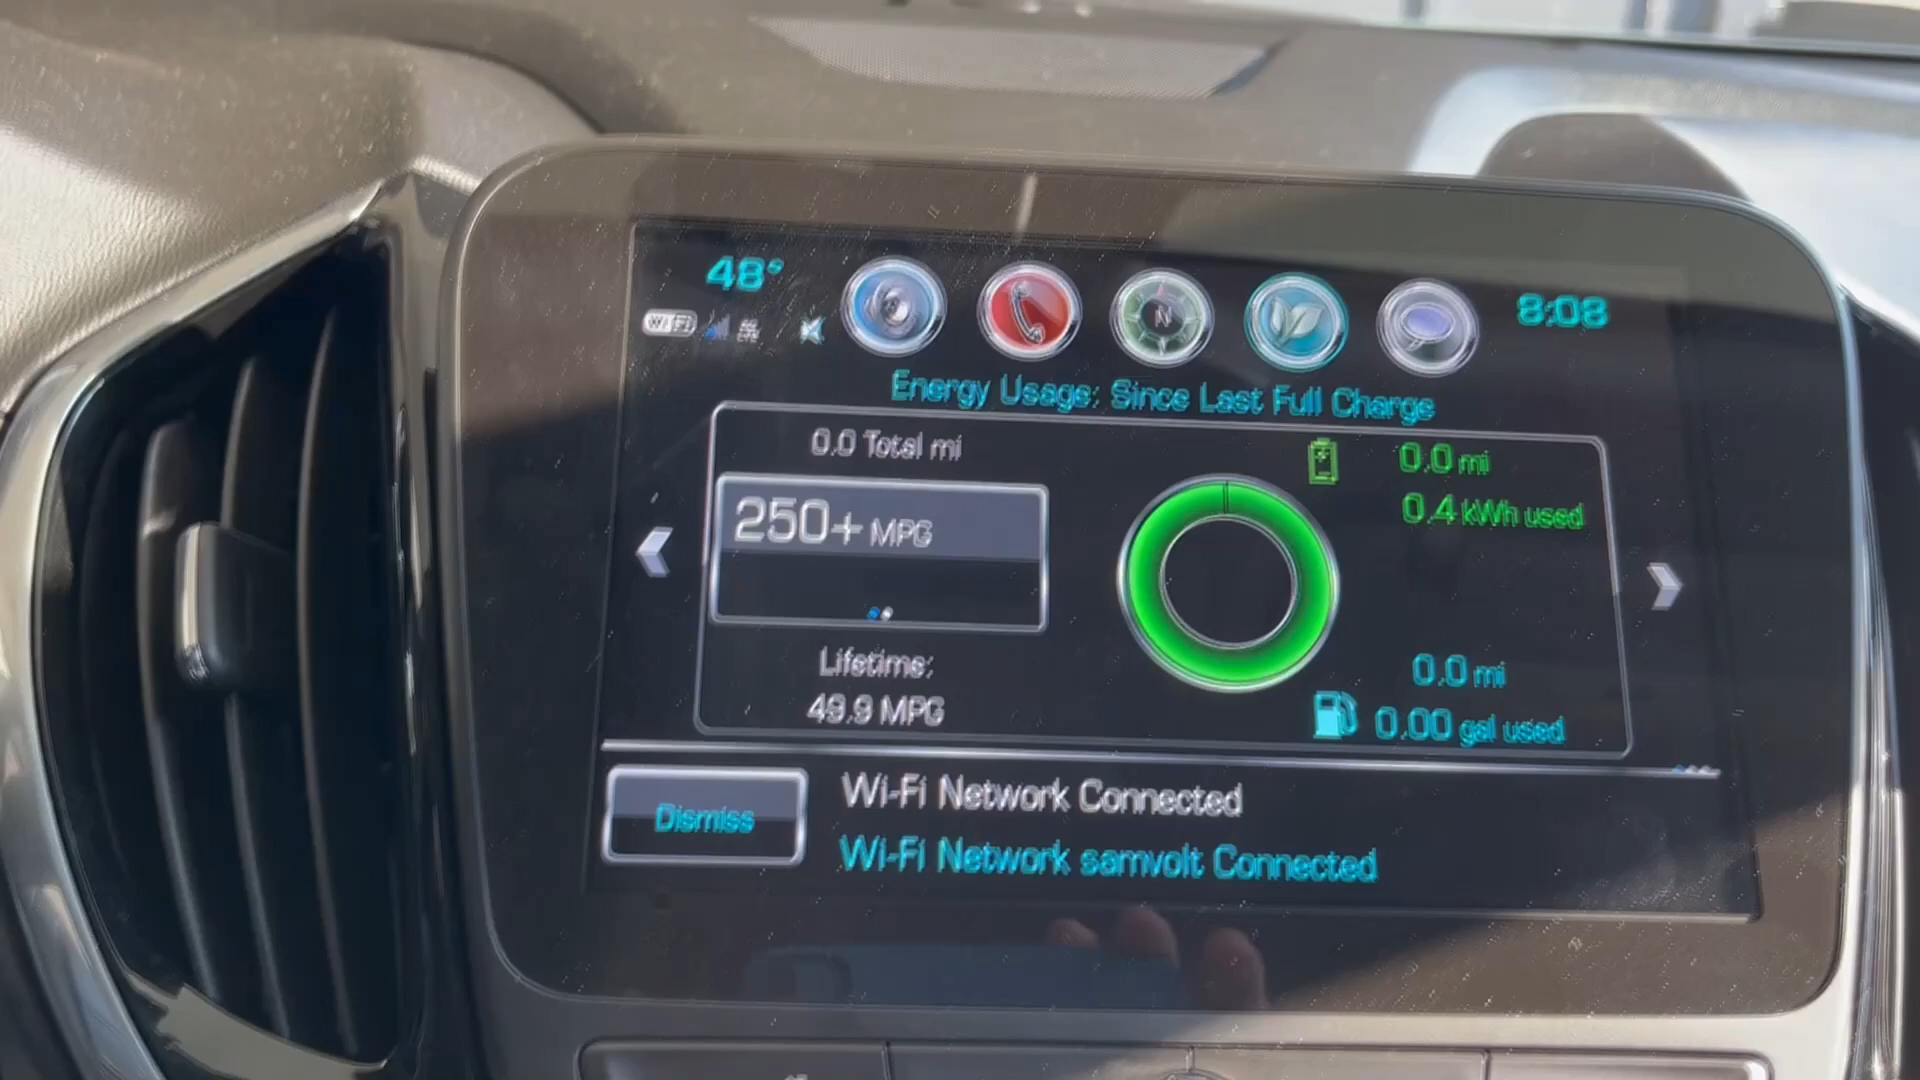 48°
8:08
WiFi
N
Energy Usage: Since Last Full Charge
0.0 Total mi
250+ MPG
Lifetime:
49.9 MPG
0.0 mi
0.4 kWh used
0.0 mi
0.00 gal used
Dismiss
Wi-Fi Network Connected
Wi-Fi Network samvolt Connected